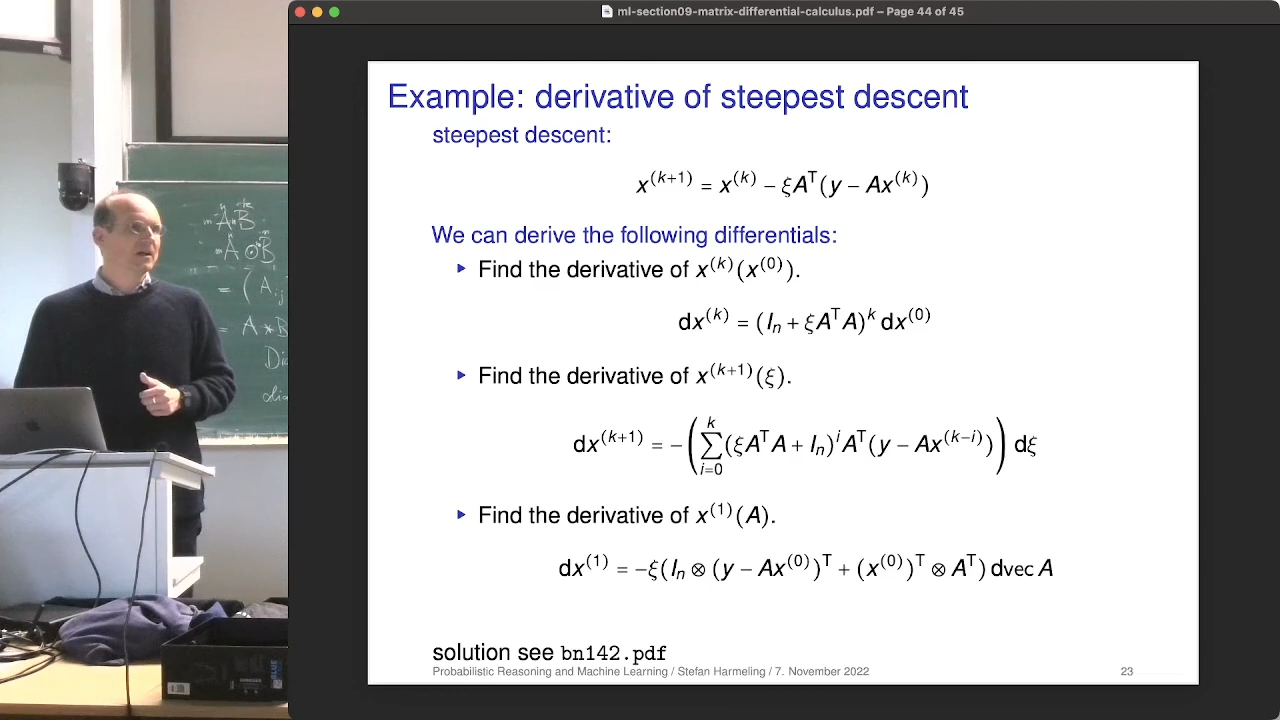 ml-section09-matrix-differential-calculus.pdf – Page 44 of 45
Example: derivative of steepest descent
steepest descent:
x^(k+1) = x^(k) − ξA^T(y − Ax^(k))
We can derive the following differentials:
▸ Find the derivative of x^(k)(x^(0)).
dx^(k) = (I_n + ξA^TA)^k dx^(0)
▸ Find the derivative of x^(k+1)(ξ).
dx^(k+1) = −(∑_{i=0}^{k} (ξA^TA + I_n)^i A^T(y − Ax^(k−i))) dξ
▸ Find the derivative of x^(1)(A).
dx^(1) = −ξ(I_n ⊗ (y − Ax^(0))^T + (x^(0))^T ⊗ A^T) dvec A
solution see bn142.pdf
Probabilistic Reasoning and Machine Learning / Stefan Harmeling / 7. November 2022
23
A B
A ⊙ B
= (A_ij
= A * B